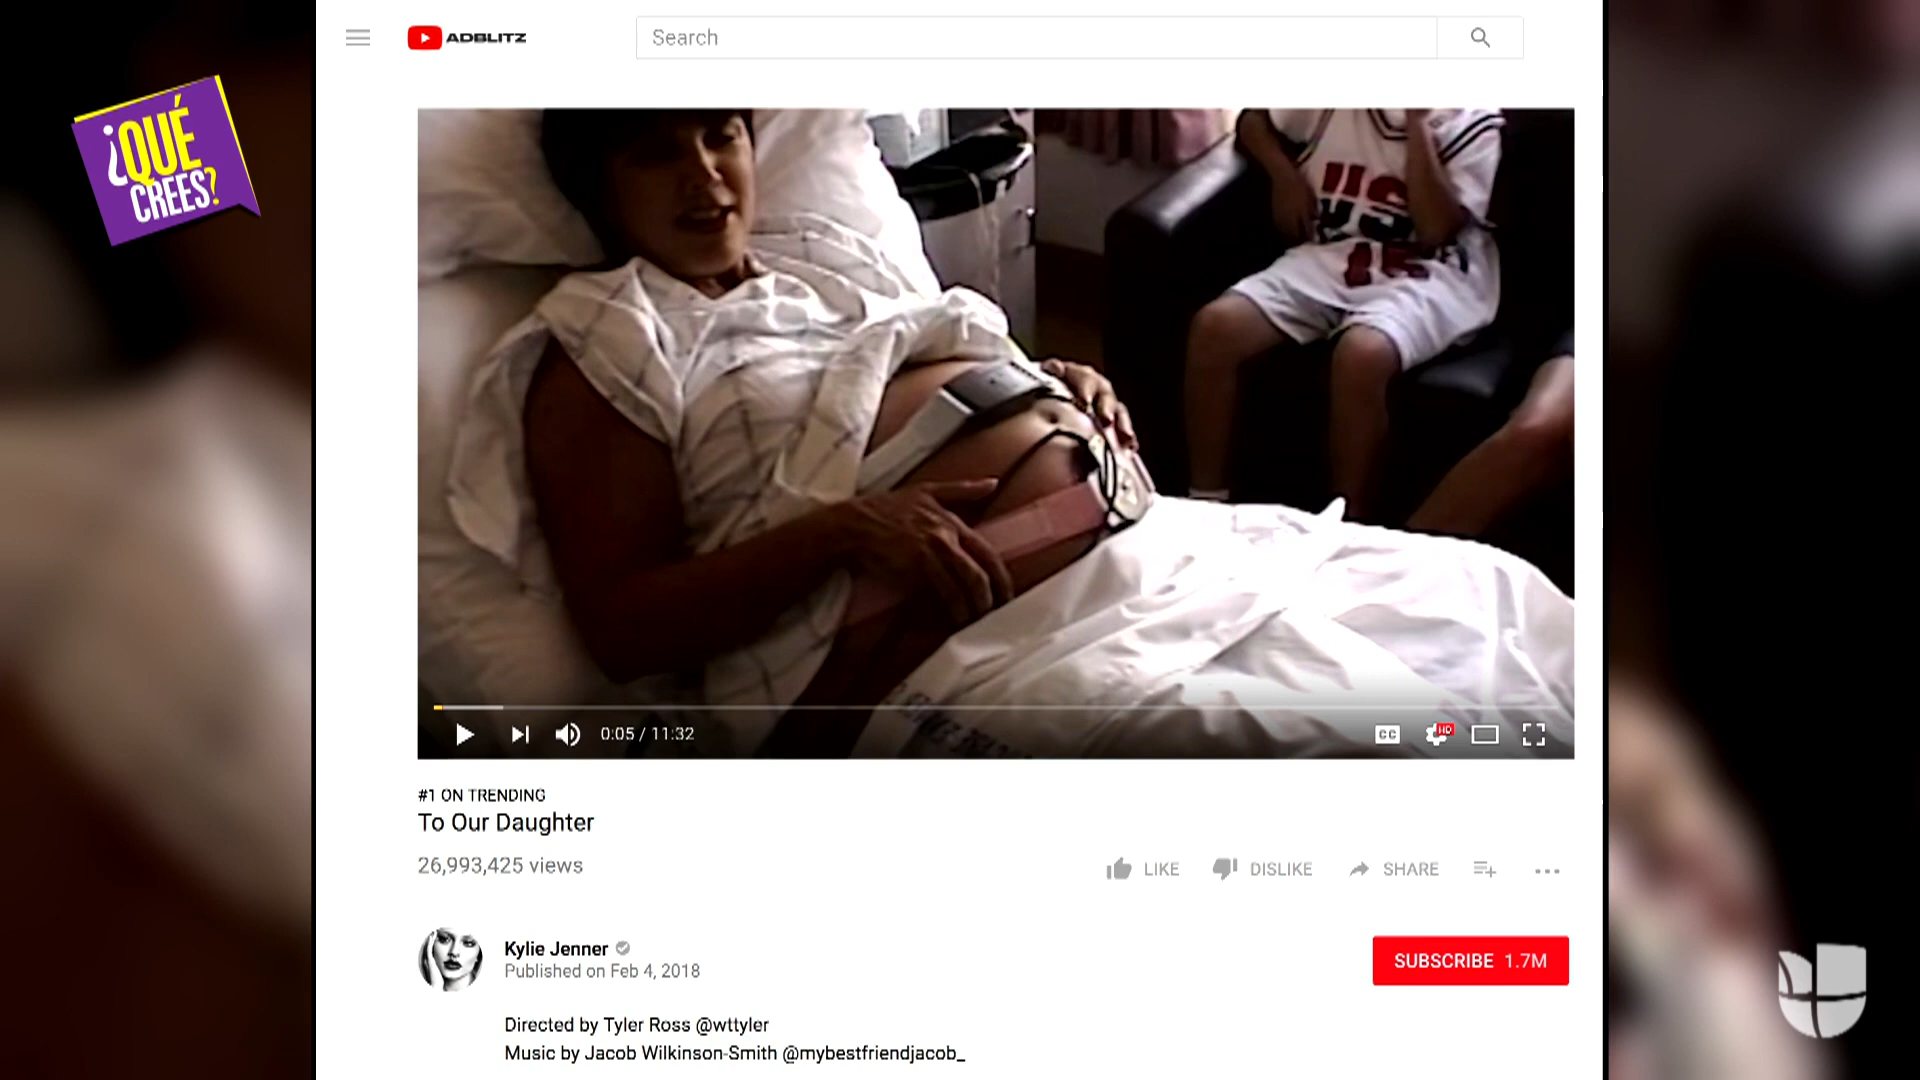 ADBLITZ
Search
¿QUÉ
CREES?
0:05 / 11:32
CC
HD
#1 ON TRENDING
To Our Daughter
26,993,425 views
LIKE
DISLIKE
SHARE
Kylie Jenner
Published on Feb 4, 2018
SUBSCRIBE 1.7M
Directed by Tyler Ross @wttyler
Music by Jacob Wilkinson-Smith @mybestfriendjacob_